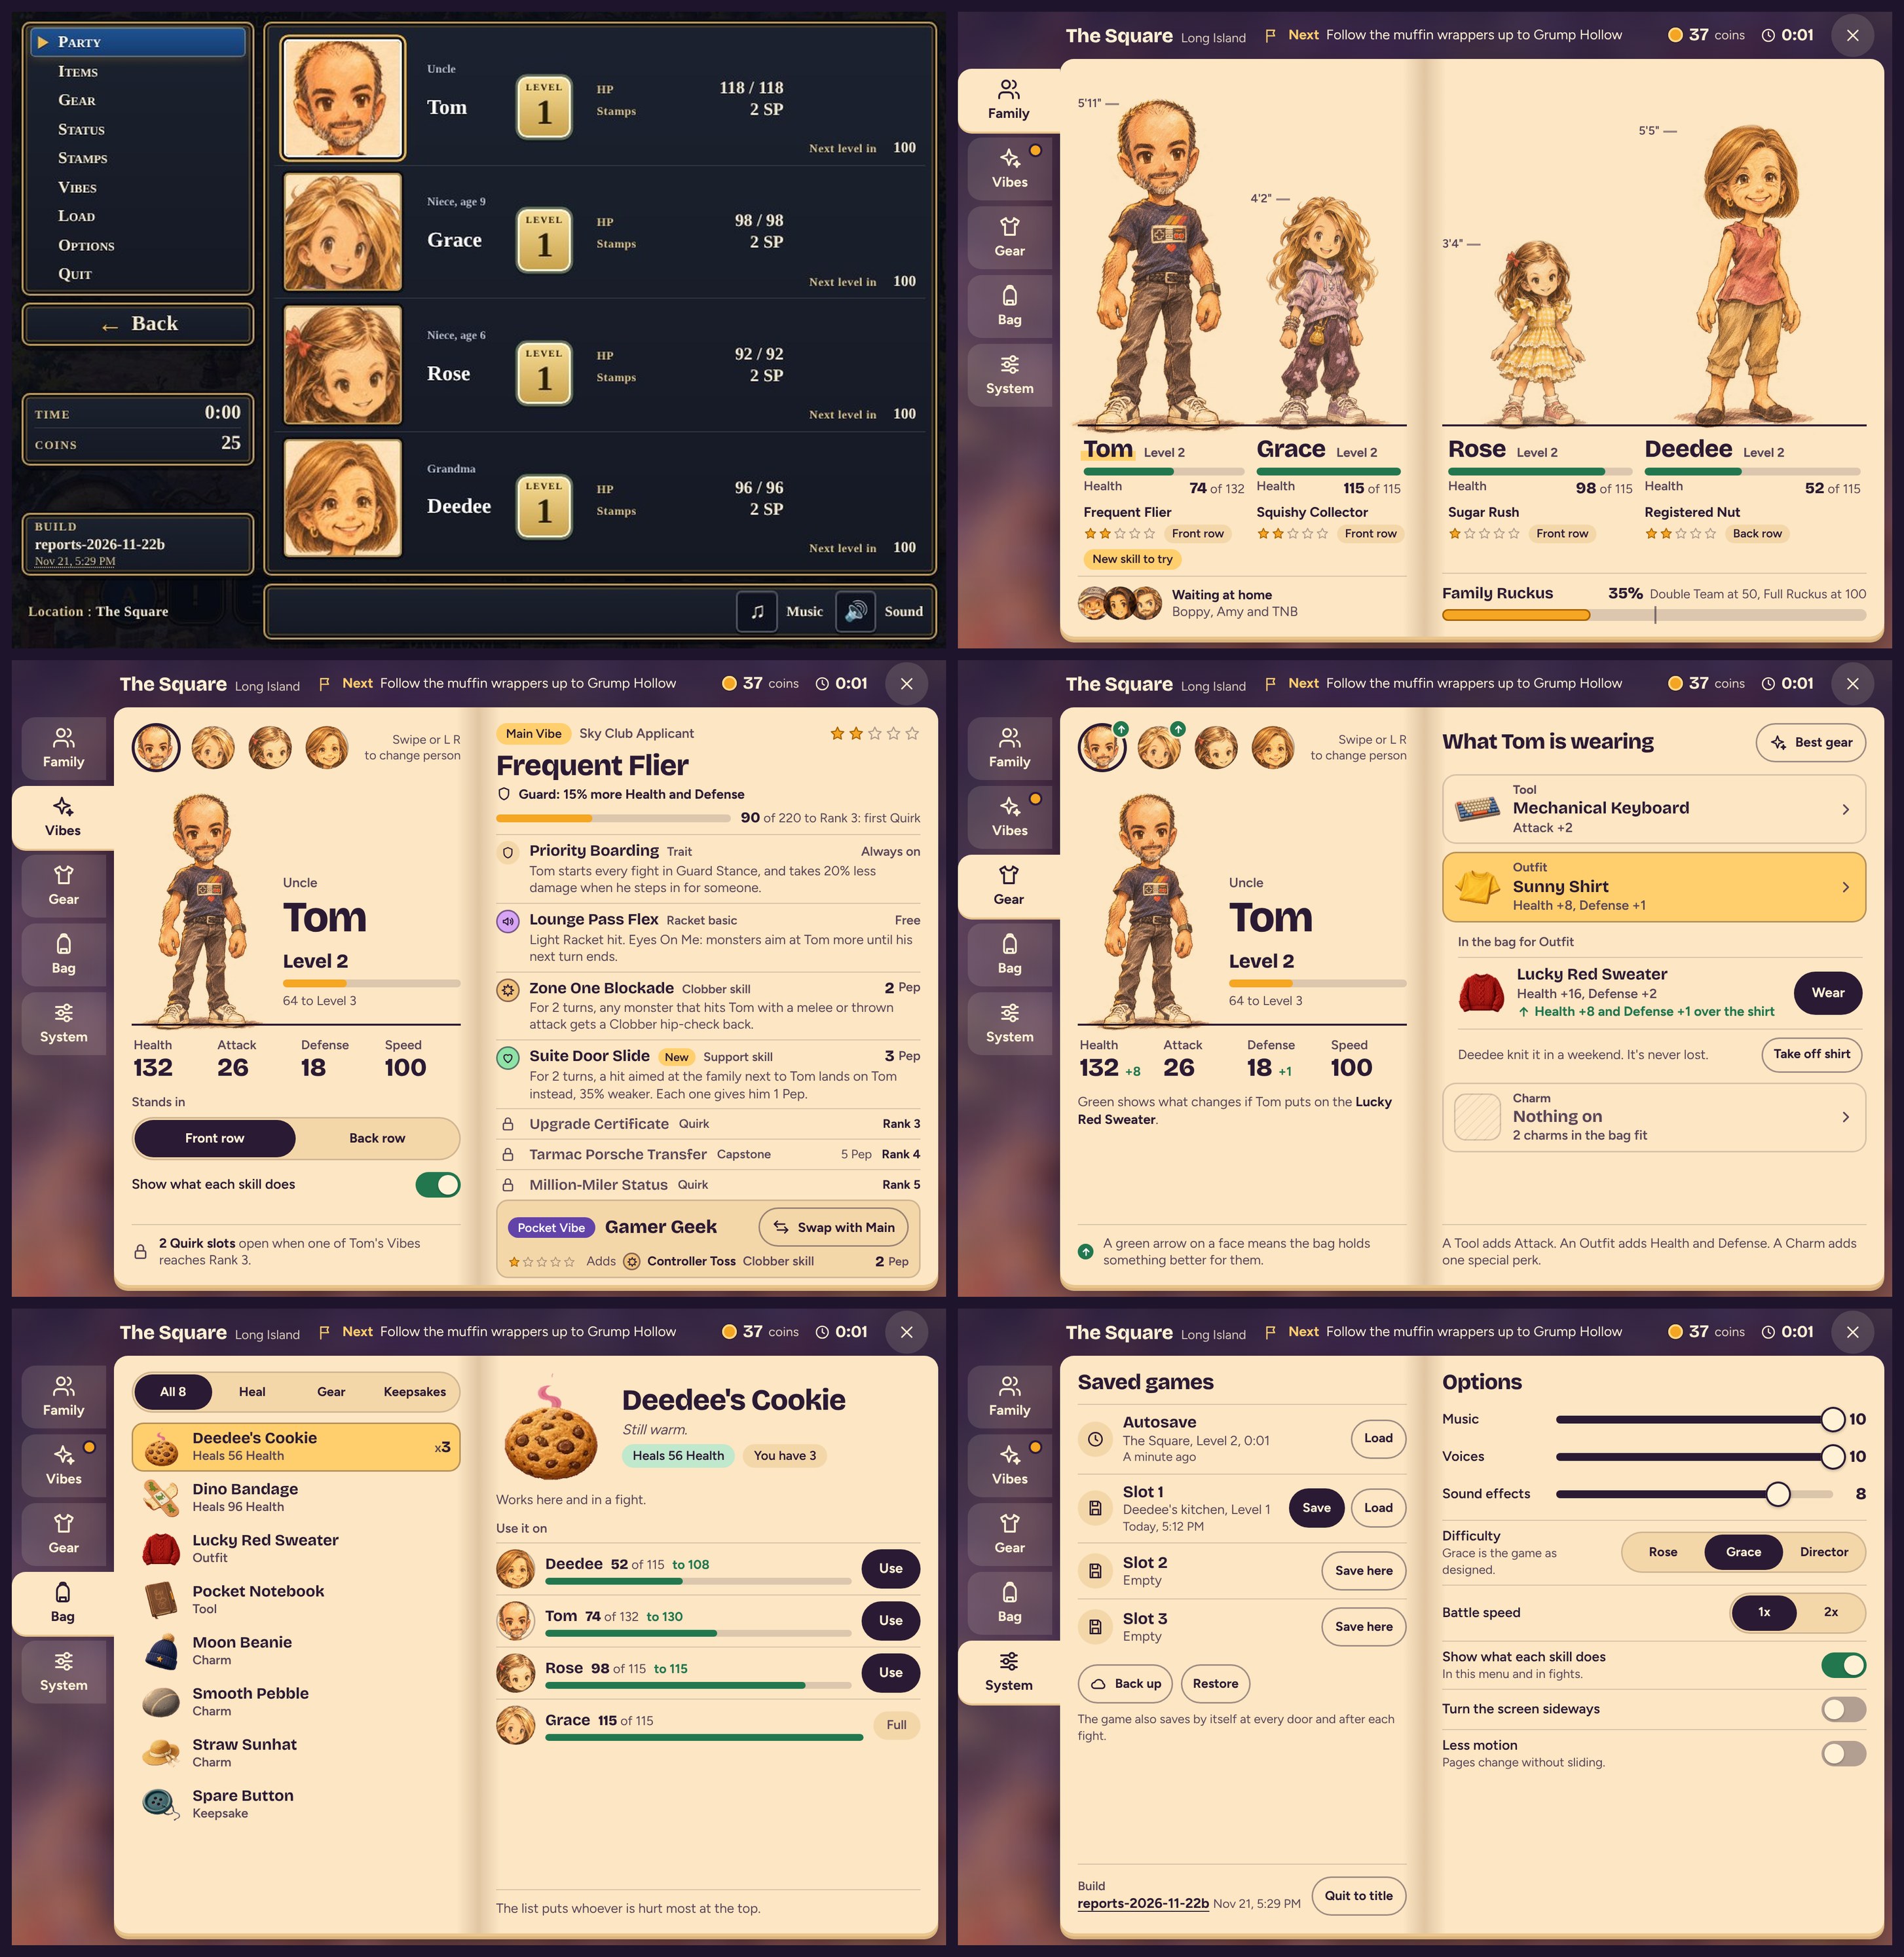 PARTY
ITEMS
GEAR
STATUS
STAMPS
VIBES
LOAD
OPTIONS
QUIT
← Back
TIME 0:00
COINS 25
BUILD
reports-2026-11-22b
Nov 21, 5:29 PM
Location : The Square
Uncle
Tom
LEVEL
1
HP 118 / 118
Stamps 2 SP
Next level in 100
Niece, age 9
Grace
LEVEL
1
HP 98 / 98
Stamps 2 SP
Next level in 100
Niece, age 6
Rose
LEVEL
1
HP 92 / 92
Stamps 2 SP
Next level in 100
Grandma
Deedee
LEVEL
1
HP 96 / 96
Stamps 2 SP
Next level in 100
Music
Sound
The Square Long Island Next Follow the muffin wrappers up to Grump Hollow 37 coins 0:01
Family
Vibes
Gear
Bag
System
5'11"
4'2"
3'4"
5'5"
Tom Level 2
Health 74 of 132
Frequent Flier
Front row
New skill to try
Grace Level 2
Health 115 of 115
Squishy Collector
Front row
Rose Level 2
Health 98 of 115
Sugar Rush
Front row
Deedee Level 2
Health 52 of 115
Registered Nut
Back row
Waiting at home
Boppy, Amy and TNB
Family Ruckus 35% Double Team at 50, Full Ruckus at 100
The Square Long Island Next Follow the muffin wrappers up to Grump Hollow 37 coins 0:01
Family
Vibes
Gear
Bag
System
Swipe or L R
to change person
Uncle
Tom
Level 2
64 to Level 3
Health Attack Defense Speed
132 26 18 100
Stands in
Front row Back row
Show what each skill does
2 Quirk slots open when one of Tom's Vibes
reaches Rank 3.
Main Vibe Sky Club Applicant
Frequent Flier
Guard: 15% more Health and Defense
90 of 220 to Rank 3: first Quirk
Priority Boarding Trait Always on
Tom starts every fight in Guard Stance, and takes 20% less
damage when he steps in for someone.
Lounge Pass Flex Racket basic Free
Light Racket hit. Eyes On Me: monsters aim at Tom more until his
next turn ends.
Zone One Blockade Clobber skill 2 Pep
For 2 turns, any monster that hits Tom with a melee or thrown
attack gets a Clobber hip-check back.
Suite Door Slide New Support skill 3 Pep
For 2 turns, a hit aimed at the family next to Tom lands on Tom
instead, 35% weaker. Each one gives him 1 Pep.
Upgrade Certificate Quirk Rank 3
Tarmac Porsche Transfer Capstone 5 Pep Rank 4
Million-Miler Status Quirk Rank 5
Pocket Vibe Gamer Geek Swap with Main
Adds Controller Toss Clobber skill 2 Pep
The Square Long Island Next Follow the muffin wrappers up to Grump Hollow 37 coins 0:01
Family
Vibes
Gear
Bag
System
Swipe or L R
to change person
Uncle
Tom
Level 2
64 to Level 3
Health Attack Defense Speed
132 +8 26 18 +1 100
Green shows what changes if Tom puts on the Lucky
Red Sweater.
A green arrow on a face means the bag holds
something better for them.
What Tom is wearing Best gear
Tool
Mechanical Keyboard
Attack +2
Outfit
Sunny Shirt
Health +8, Defense +1
In the bag for Outfit
Lucky Red Sweater
Health +16, Defense +2
Health +8 and Defense +1 over the shirt
Wear
Deedee knit it in a weekend. It's never lost. Take off shirt
Charm
Nothing on
2 charms in the bag fit
A Tool adds Attack. An Outfit adds Health and Defense. A Charm adds
one special perk.
The Square Long Island Next Follow the muffin wrappers up to Grump Hollow 37 coins 0:01
Family
Vibes
Gear
Bag
System
All 8 Heal Gear Keepsakes
Deedee's Cookie x3
Heals 56 Health
Dino Bandage
Heals 96 Health
Lucky Red Sweater
Outfit
Pocket Notebook
Tool
Moon Beanie
Charm
Smooth Pebble
Charm
Straw Sunhat
Charm
Spare Button
Keepsake
Deedee's Cookie
Still warm.
Heals 56 Health You have 3
Works here and in a fight.
Use it on
Deedee 52 of 115 to 108 Use
Tom 74 of 132 to 130 Use
Rose 98 of 115 to 115 Use
Grace 115 of 115 Full
The list puts whoever is hurt most at the top.
The Square Long Island Next Follow the muffin wrappers up to Grump Hollow 37 coins 0:01
Family
Vibes
Gear
Bag
System
Saved games
Autosave
The Square, Level 2, 0:01
A minute ago
Load
Slot 1
Deedee's kitchen, Level 1
Today, 5:12 PM
Save Load
Slot 2
Empty
Save here
Slot 3
Empty
Save here
Back up Restore
The game also saves by itself at every door and after each
fight.
Build
reports-2026-11-22b Nov 21, 5:29 PM
Quit to title
Options
Music 10
Voices 10
Sound effects 8
Difficulty
Grace is the game as
designed.
Rose Grace Director
Battle speed 1x 2x
Show what each skill does
In this menu and in fights.
Turn the screen sideways
Less motion
Pages change without sliding.